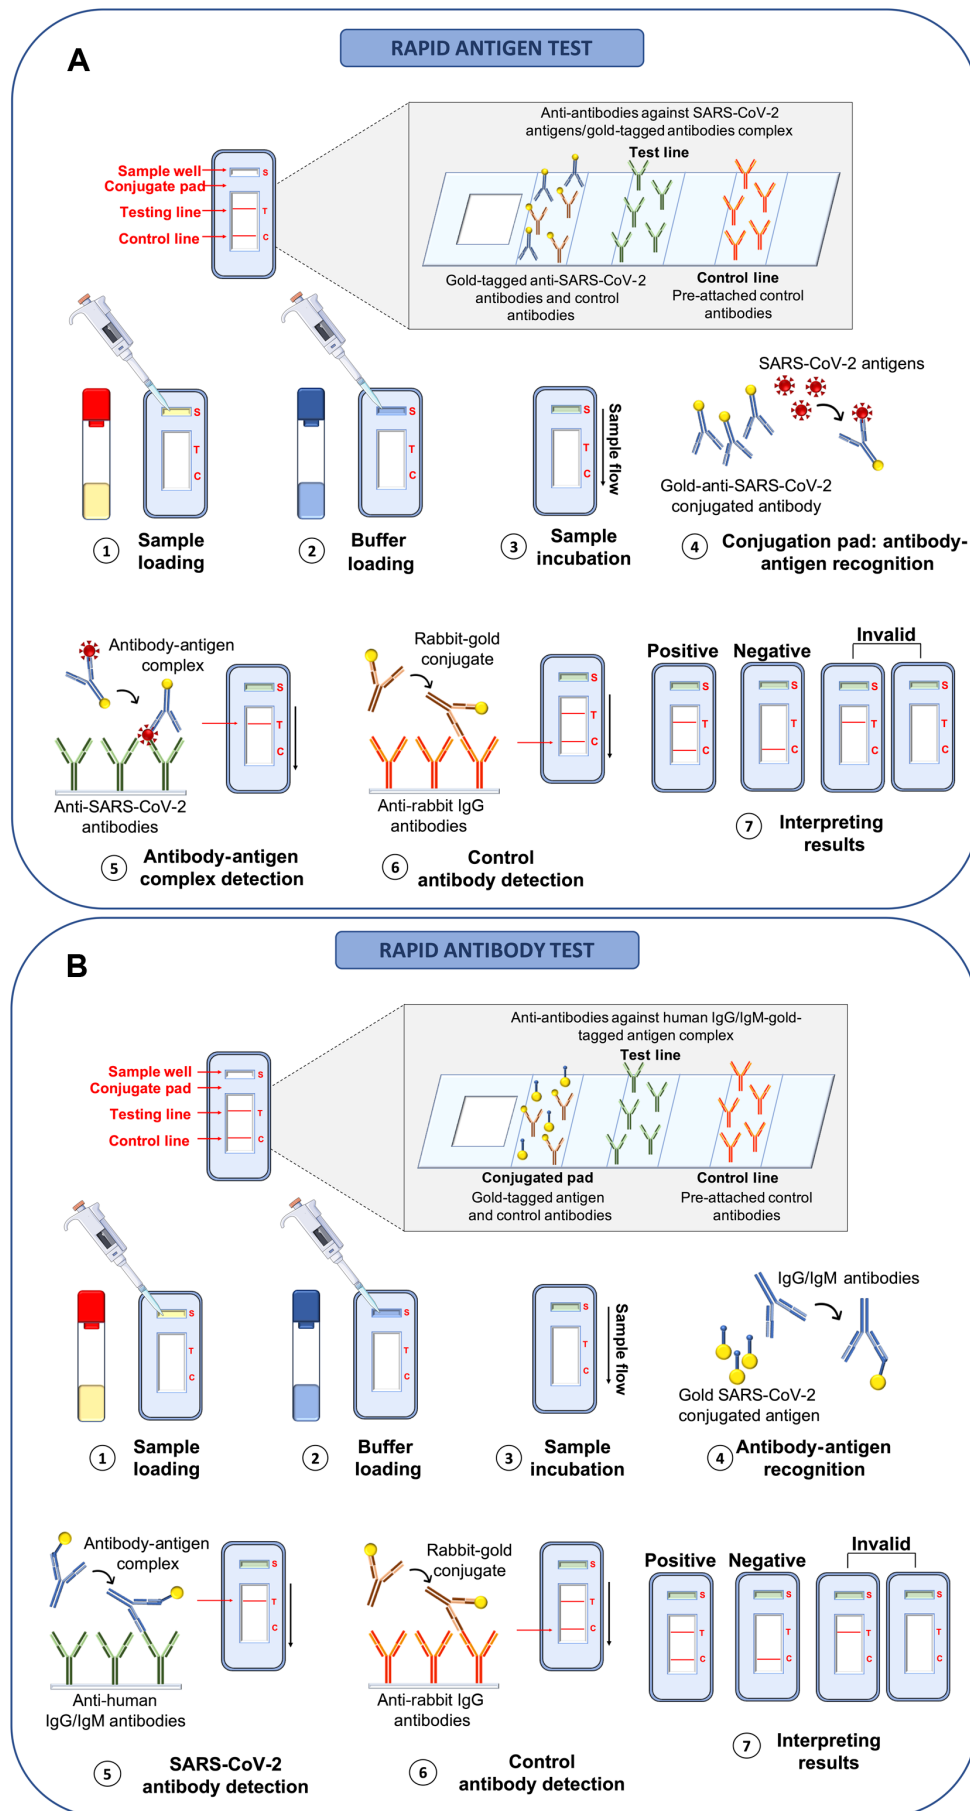 A
RAPID ANTIGEN TEST
Anti-antibodies against SARS-CoV-2
antigens/gold-tagged antibodies complex
Test line
Sample well
Conjugate pad
Testing line
Control line
S
T
C
Gold-tagged anti-SARS-CoV-2
antibodies and control
antibodies
Control line
Pre-attached control
antibodies
S
T
C
S
T
C
S
T
C
Sample flow
SARS-CoV-2 antigens
Gold-anti-SARS-CoV-2
conjugated antibody
1
Sample
loading
2
Buffer
loading
3
Sample
incubation
4
Conjugation pad: antibody-
antigen recognition
Antibody-antigen
complex
S
T
C
Anti-SARS-CoV-2
antibodies
5
Antibody-antigen
complex detection
Rabbit-gold
conjugate
S
T
C
Anti-rabbit IgG
antibodies
6
Control
antibody detection
Positive
Negative
Invalid
S
T
C
S
T
C
S
T
C
S
T
C
7
Interpreting
results
B
RAPID ANTIBODY TEST
Anti-antibodies against human IgG/IgM-gold-
tagged antigen complex
Test line
Sample well
Conjugate pad
Testing line
Control line
S
T
C
Conjugated pad
Gold-tagged antigen
and control antibodies
Control line
Pre-attached control
antibodies
S
T
C
S
T
C
S
T
C
Sample flow
IgG/IgM antibodies
Gold SARS-CoV-2
conjugated antigen
1
Sample
loading
2
Buffer
loading
3
Sample
incubation
4
Antibody-antigen
recognition
Antibody-antigen
complex
S
T
C
Anti-human
IgG/IgM antibodies
5
SARS-CoV-2
antibody detection
Rabbit-gold
conjugate
S
T
C
Anti-rabbit IgG
antibodies
6
Control
antibody detection
Positive
Negative
Invalid
S
T
C
S
T
C
S
T
C
S
T
C
7
Interpreting
results